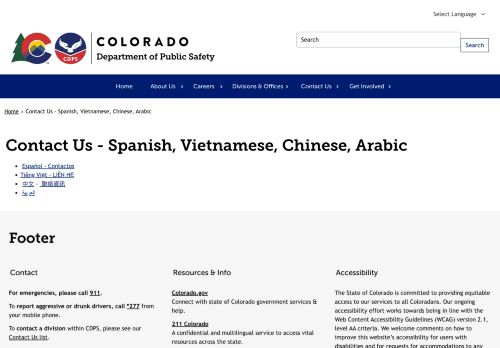 Select Language
COLORADO
Department of Public Safety
CDPS
Search
Search
Home
About Us
Careers
Divisions & Offices
Contact Us
Get Involved
Home › Contact Us - Spanish, Vietnamese, Chinese, Arabic
Contact Us - Spanish, Vietnamese, Chinese, Arabic
Español - Contactos
Tiếng Việt - LIÊN HỆ
中文 - 聯絡資訊
العربية
Footer
Contact
For emergencies, please call 911.
To report aggressive or drunk drivers, call *277 from
your mobile phone.
To contact a division within CDPS, please see our
Contact Us list.
Resources & Info
Colorado.gov
Connect with state of Colorado government services &
help.
211 Colorado
A confidential and multilingual service to access vital
resources across the state.
Accessibility
The State of Colorado is committed to providing equitable
access to our services to all Coloradans. Our ongoing
accessibility effort works towards being in line with the
Web Content Accessibility Guidelines (WCAG) version 2.1,
level AA criteria. We welcome comments on how to
improve this website's accessibility for users with
disabilities and for requests for accommodations to any